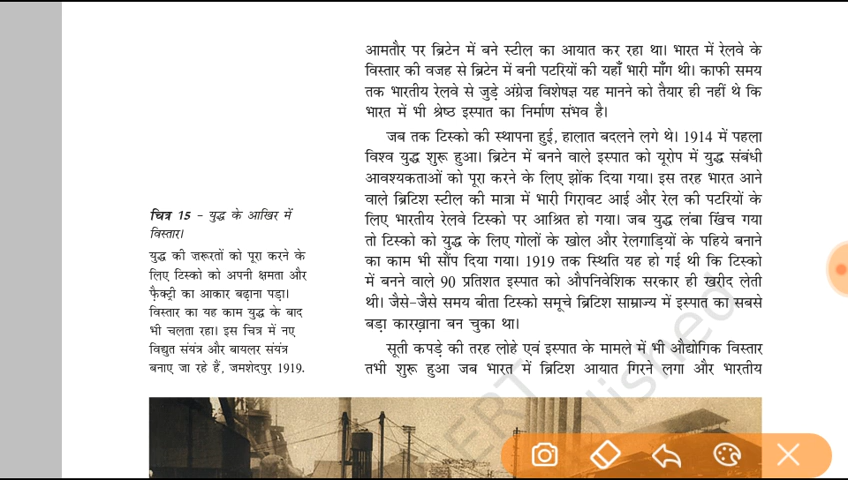 आमतौर पर ब्रिटेन में बने स्टील का आयात कर रहा था। भारत में रेलवे के
विस्तार की वजह से ब्रिटेन में बनी पटरियों की यहाँ भारी माँग थी। काफी समय
तक भारतीय रेलवे से जुड़े अंग्रेज़ विशेषज्ञ यह मानने को तैयार ही नहीं थे कि
भारत में भी श्रेष्ठ इस्पात का निर्माण संभव है।
जब तक टिस्को की स्थापना हुई, हालात बदलने लगे थे। 1914 में पहला
विश्व युद्ध शुरू हुआ। ब्रिटेन में बनने वाले इस्पात को यूरोप में युद्ध संबंधी
आवश्यकताओं को पूरा करने के लिए झोंक दिया गया। इस तरह भारत आने
वाले ब्रिटिश स्टील की मात्रा में भारी गिरावट आई और रेल की पटरियों के
लिए भारतीय रेलवे टिस्को पर आश्रित हो गया। जब युद्ध लंबा खिंच गया
तो टिस्को को युद्ध के लिए गोलों के खोल और रेलगाड़ियों के पहिये बनाने
का काम भी सौंप दिया गया। 1919 तक स्थिति यह हो गई थी कि टिस्को
में बनने वाले 90 प्रतिशत इस्पात को औपनिवेशिक सरकार ही खरीद लेती
थी। जैसे-जैसे समय बीता टिस्को समूचे ब्रिटिश साम्राज्य में इस्पात का सबसे
बड़ा कारख़ाना बन चुका था।
सूती कपड़े की तरह लोहे एवं इस्पात के मामले में भी औद्योगिक विस्तार
तभी शुरू हुआ जब भारत में ब्रिटिश आयात गिरने लगा और भारतीय
चित्र 15 – युद्ध के आखिर में
विस्तार।
युद्ध की ज़रूरतों को पूरा करने के
लिए टिस्को को अपनी क्षमता और
फ़ैक्ट्री का आकार बढ़ाना पड़ा।
विस्तार का यह काम युद्ध के बाद
भी चलता रहा। इस चित्र में नए
विद्युत संयंत्र और बायलर संयंत्र
बनाए जा रहे हैं, जमशेदपुर 1919.